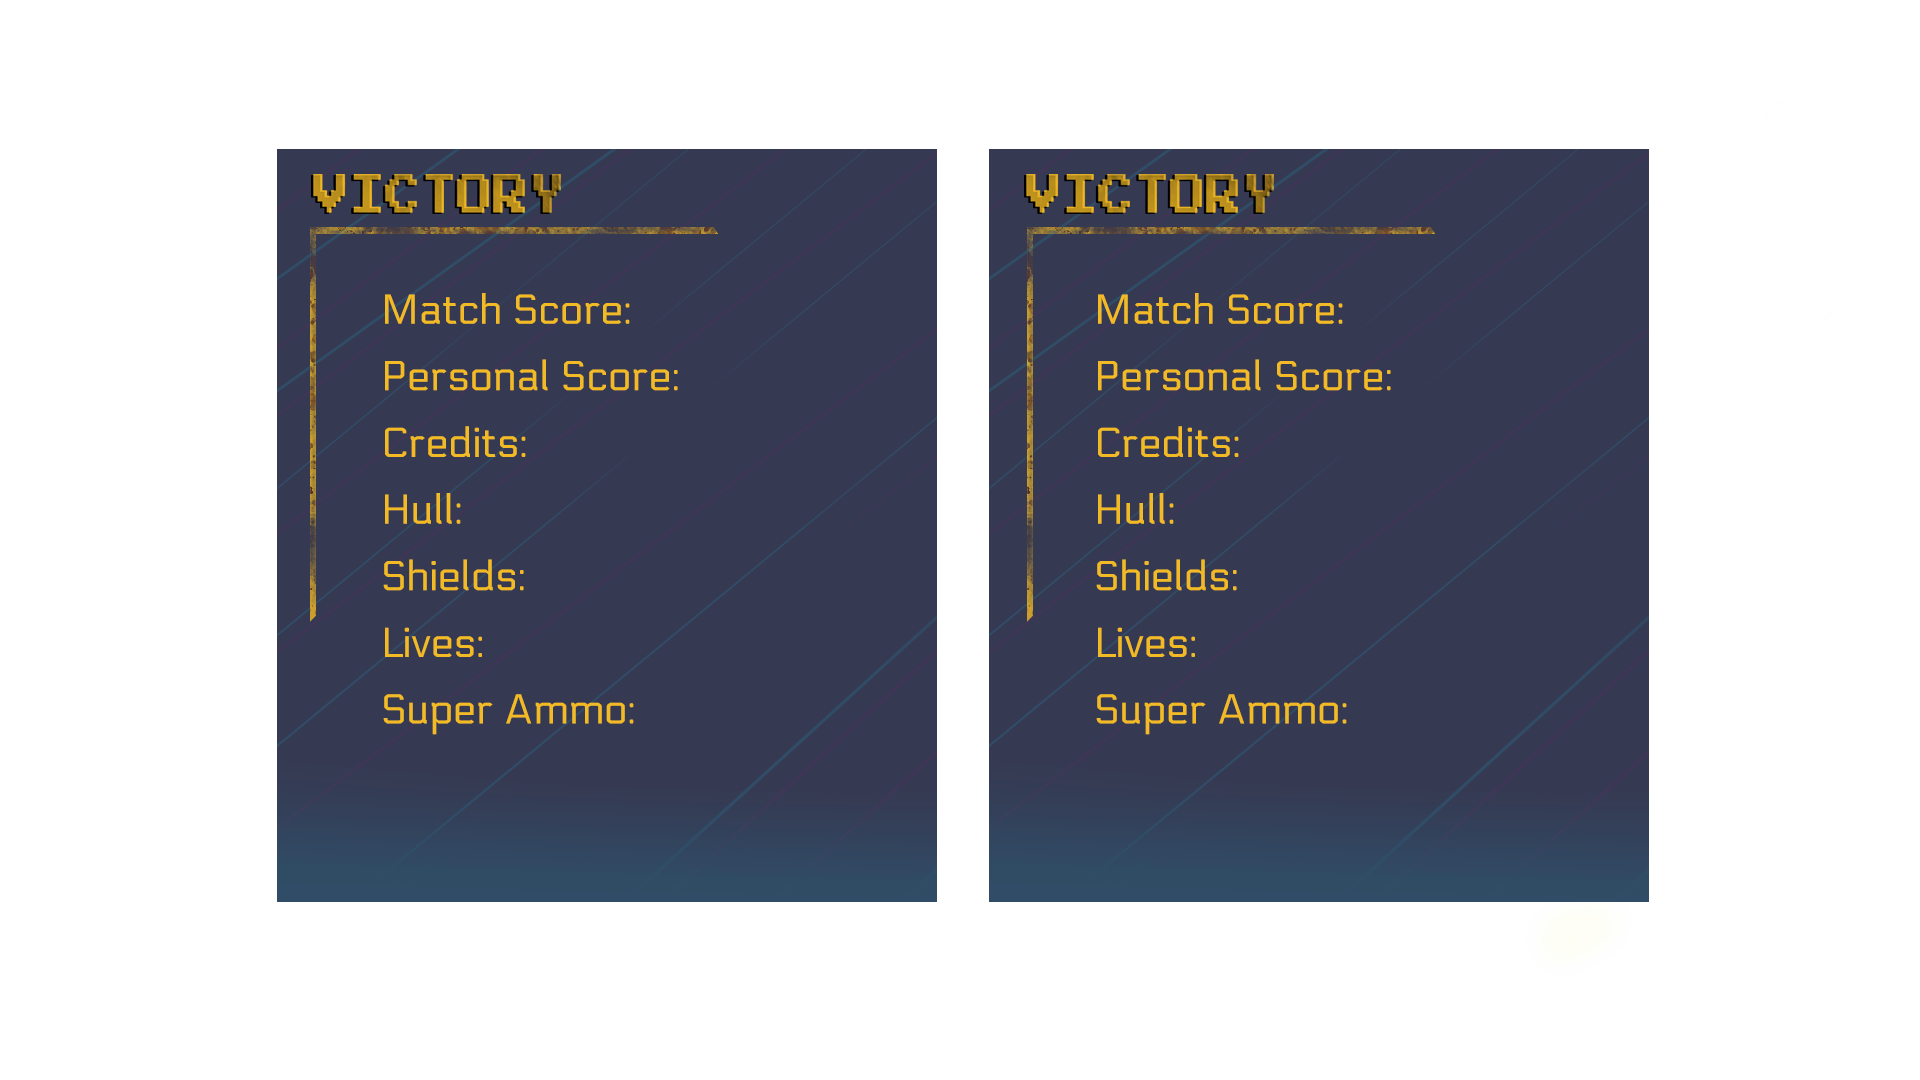 VICTORY
Match Score:
Personal Score:
Credits:
Hull:
Shields:
Lives:
Super Ammo:
VICTORY
Match Score:
Personal Score:
Credits:
Hull:
Shields:
Lives:
Super Ammo: